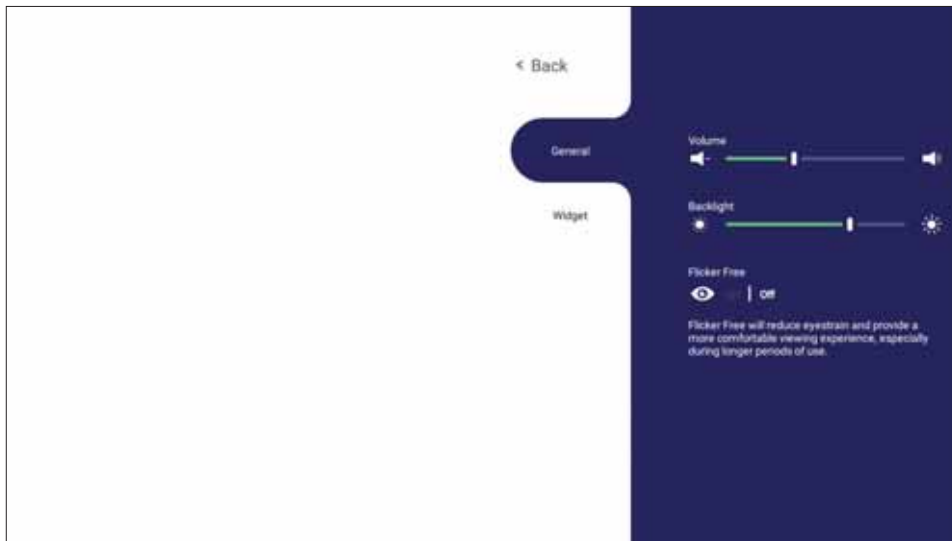 < Back
General
Widget
Volume
Backlight
Flicker Free
Off
Flicker Free will reduce eyestrain and provide a
more comfortable viewing experience, especially
during longer periods of use.